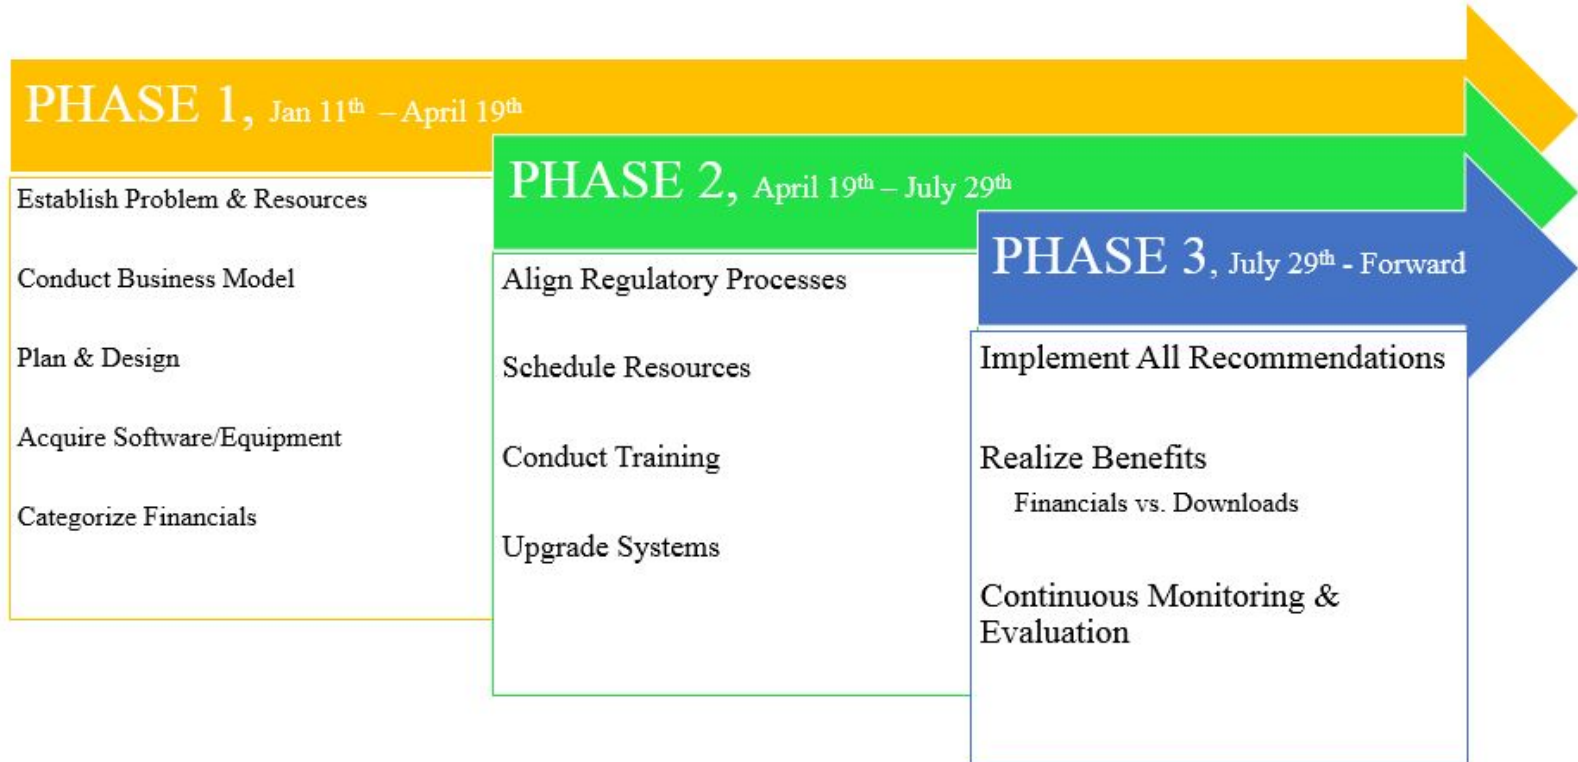 PHASE 1, Jan 11th – April 19th
Establish Problem & Resources
Conduct Business Model
Plan & Design
Acquire Software/Equipment
Categorize Financials
PHASE 2, April 19th – July 29th
Align Regulatory Processes
Schedule Resources
Conduct Training
Upgrade Systems
PHASE 3, July 29th - Forward
Implement All Recommendations
Realize Benefits
Financials vs. Downloads
Continuous Monitoring &
Evaluation